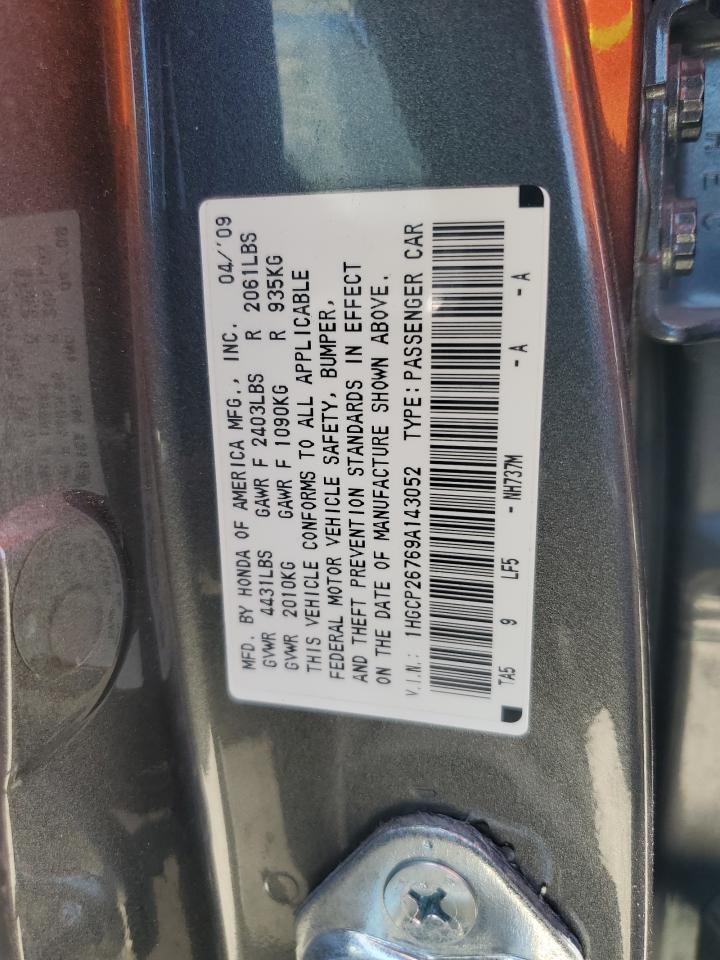 MFD. BY HONDA OF AMERICA MFG., INC. 04/'09
GVWR 4431LBS GAWR F 2403LBS R 2061LBS
GVWR 2010KG GAWR F 1090KG R 935KG
THIS VEHICLE CONFORMS TO ALL APPLICABLE
FEDERAL MOTOR VEHICLE SAFETY, BUMPER,
AND THEFT PREVENTION STANDARDS IN EFFECT
ON THE DATE OF MANUFACTURE SHOWN ABOVE.
V.I.N.: 1HGCP26769A143052 TYPE:PASSENGER CAR
TA5 9 LF5 - NH737M - A - A